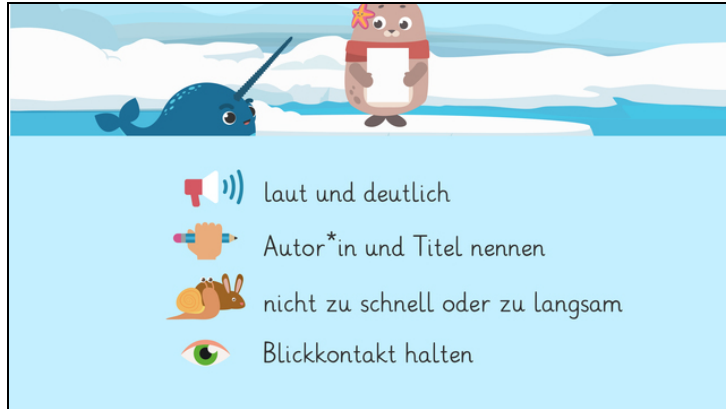 laut und deutlich
Autor*in und Titel nennen
nicht zu schnell oder zu langsam
Blickkontakt halten